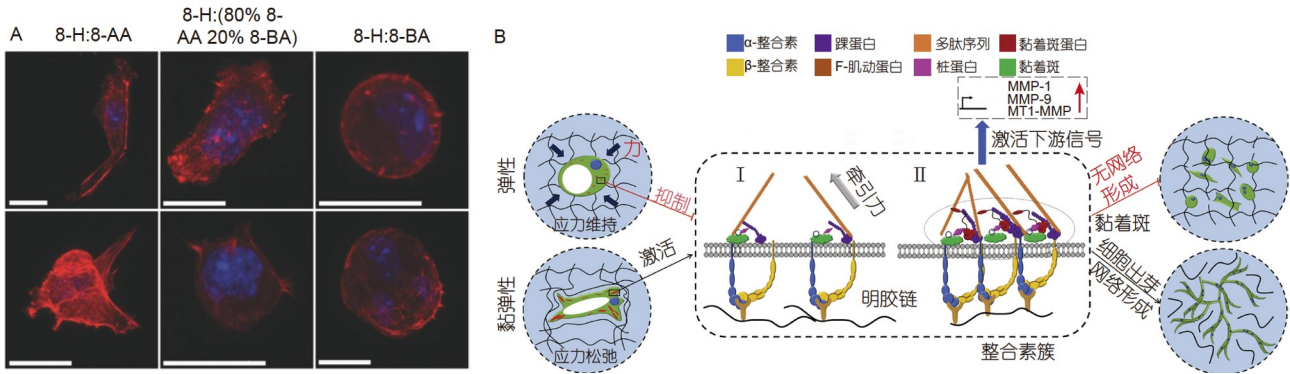 A
8-H:8-AA
8-H:(80% 8-
AA 20% 8-BA)
8-H:8-BA
B
α-整合素
踝蛋白
多肽序列
黏着斑蛋白
β-整合素
F-肌动蛋白
桩蛋白
黏着斑
MMP-1
MMP-9
MT1-MMP
激活下游信号
弹性
力
应力维持
抑制
黏弹性
激活
应力松弛
I
牵引力
II
明胶链
整合素簇
无网络
形成
黏着斑
细胞出芽
网络形成